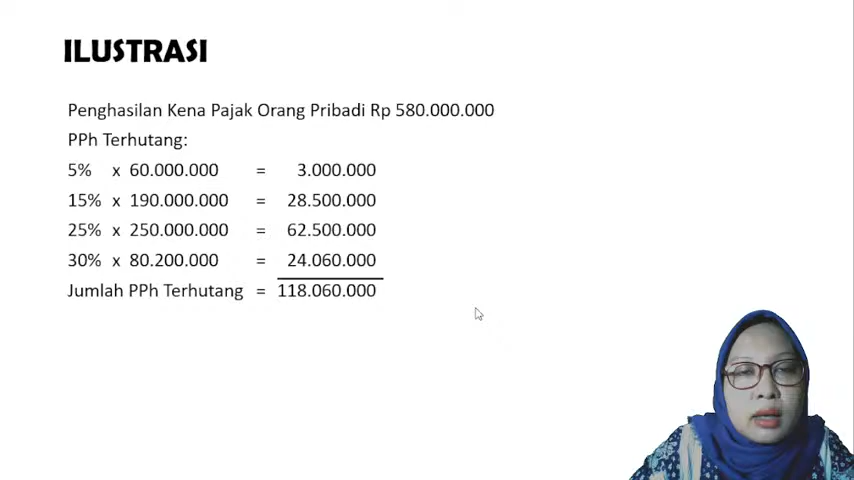 ILUSTRASI
Penghasilan Kena Pajak Orang Pribadi Rp 580.000.000
PPh Terhutang:
5% x 60.000.000 = 3.000.000
15% x 190.000.000 = 28.500.000
25% x 250.000.000 = 62.500.000
30% x 80.200.000 = 24.060.000
Jumlah PPh Terhutang = 118.060.000